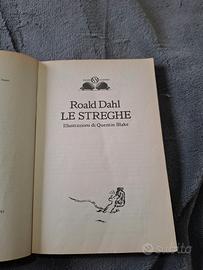 Roald Dahl
LE STREGHE
Illustrazioni di Quentin Blake
subito